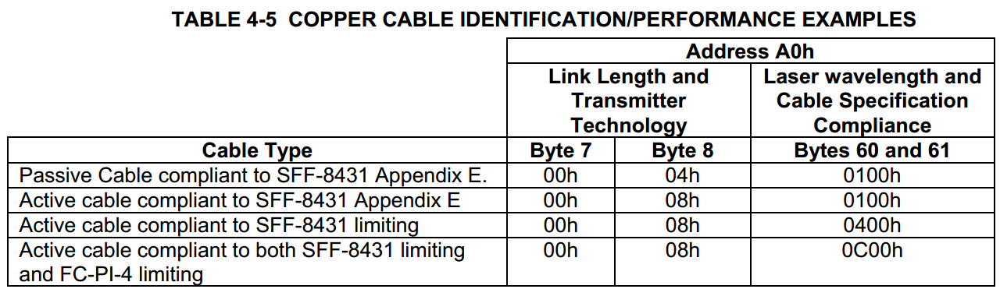 TABLE 4-5 COPPER CABLE IDENTIFICATION/PERFORMANCE EXAMPLES
Address A0h
Link Length and Transmitter Technology
Laser wavelength and Cable Specification Compliance
Cable Type Byte 7 Byte 8 Bytes 60 and 61
Passive Cable compliant to SFF-8431 Appendix E. 00h 04h 0100h
Active cable compliant to SFF-8431 Appendix E 00h 08h 0100h
Active cable compliant to SFF-8431 limiting 00h 08h 0400h
Active cable compliant to both SFF-8431 limiting 00h 08h 0C00h
and FC-PI-4 limiting